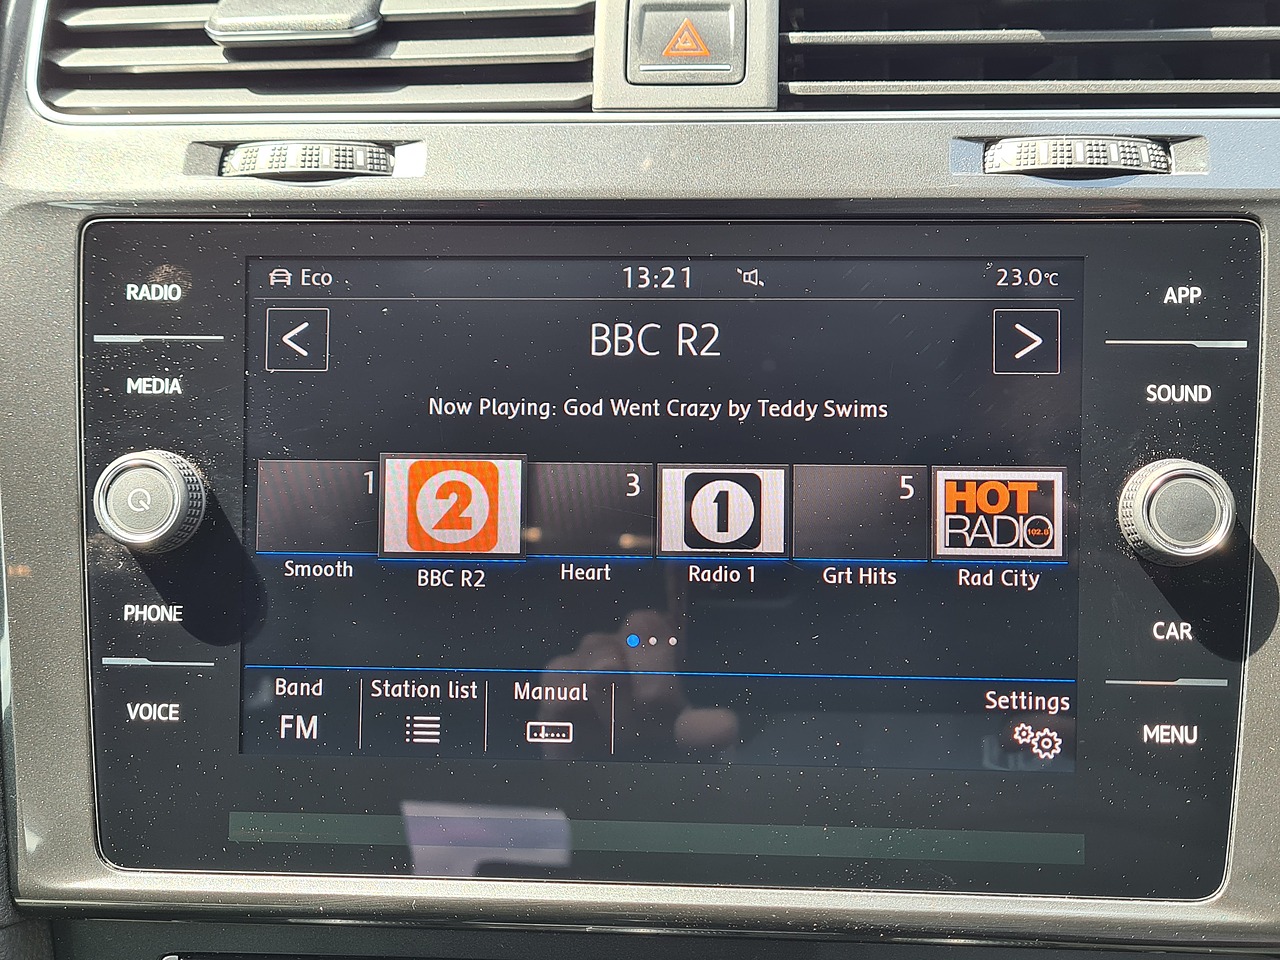 RADIO
MEDIA
PHONE
VOICE
Eco
13:21
23.0°C
BBC R2
Now Playing: God Went Crazy by Teddy Swims
1
2
3
1
5
HOT
RADIO
102.8
Smooth
BBC R2
Heart
Radio 1
Grt Hits
Rad City
Band
FM
Station list
Manual
Settings
APP
SOUND
CAR
MENU